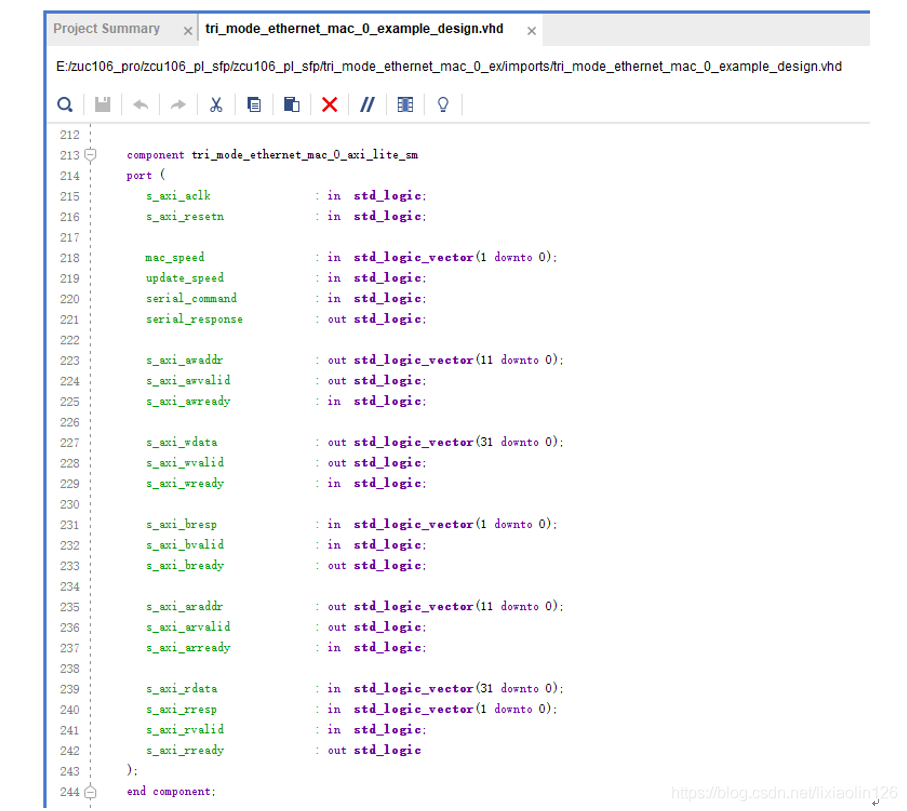 Project Summary × tri_mode_ethernet_mac_0_example_design.vhd ×
E:/zuc106_pro/zcu106_pl_sfp/zcu106_pl_sfp/tri_mode_ethernet_mac_0_ex/imports/tri_mode_ethernet_mac_0_example_design.vhd
212
213 component tri_mode_ethernet_mac_0_axi_lite_sm
214 port (
215 s_axi_aclk : in std_logic;
216 s_axi_resetn : in std_logic;
217
218 mac_speed : in std_logic_vector(1 downto 0);
219 update_speed : in std_logic;
220 serial_command : in std_logic;
221 serial_response : out std_logic;
222
223 s_axi_awaddr : out std_logic_vector(11 downto 0);
224 s_axi_awvalid : out std_logic;
225 s_axi_awready : in std_logic;
226
227 s_axi_wdata : out std_logic_vector(31 downto 0);
228 s_axi_wvalid : out std_logic;
229 s_axi_wready : in std_logic;
230
231 s_axi_bresp : in std_logic_vector(1 downto 0);
232 s_axi_bvalid : in std_logic;
233 s_axi_bready : out std_logic;
234
235 s_axi_araddr : out std_logic_vector(11 downto 0);
236 s_axi_arvalid : out std_logic;
237 s_axi_arready : in std_logic;
238
239 s_axi_rdata : in std_logic_vector(31 downto 0);
240 s_axi_rresp : in std_logic_vector(1 downto 0);
241 s_axi_rvalid : in std_logic;
242 s_axi_rready : out std_logic
243 );
244 end component;
https://blog.csdn.net/lixiaolin126